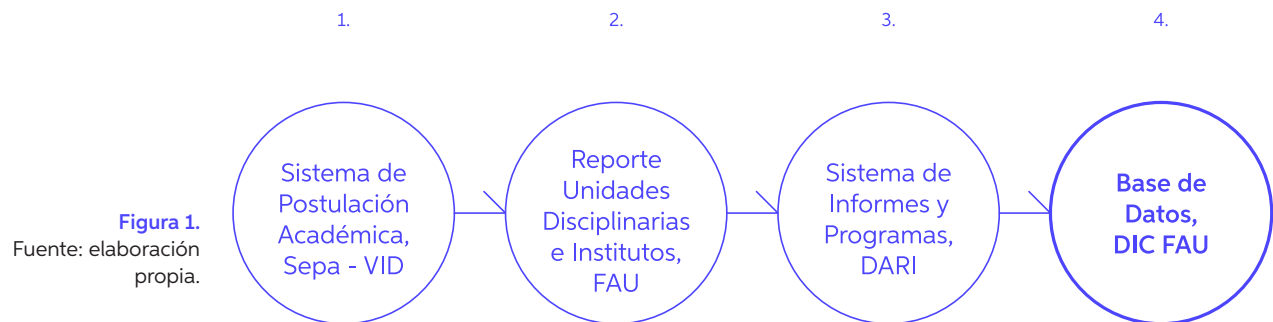 1.
2.
3.
4.
Sistema de
Postulación
Académica,
Sepa - VID
Reporte
Unidades
Disciplinarias
e Institutos,
FAU
Sistema de
Informes y
Programas,
DARI
Base de
Datos,
DIC FAU
Figura 1.
Fuente: elaboración
propia.